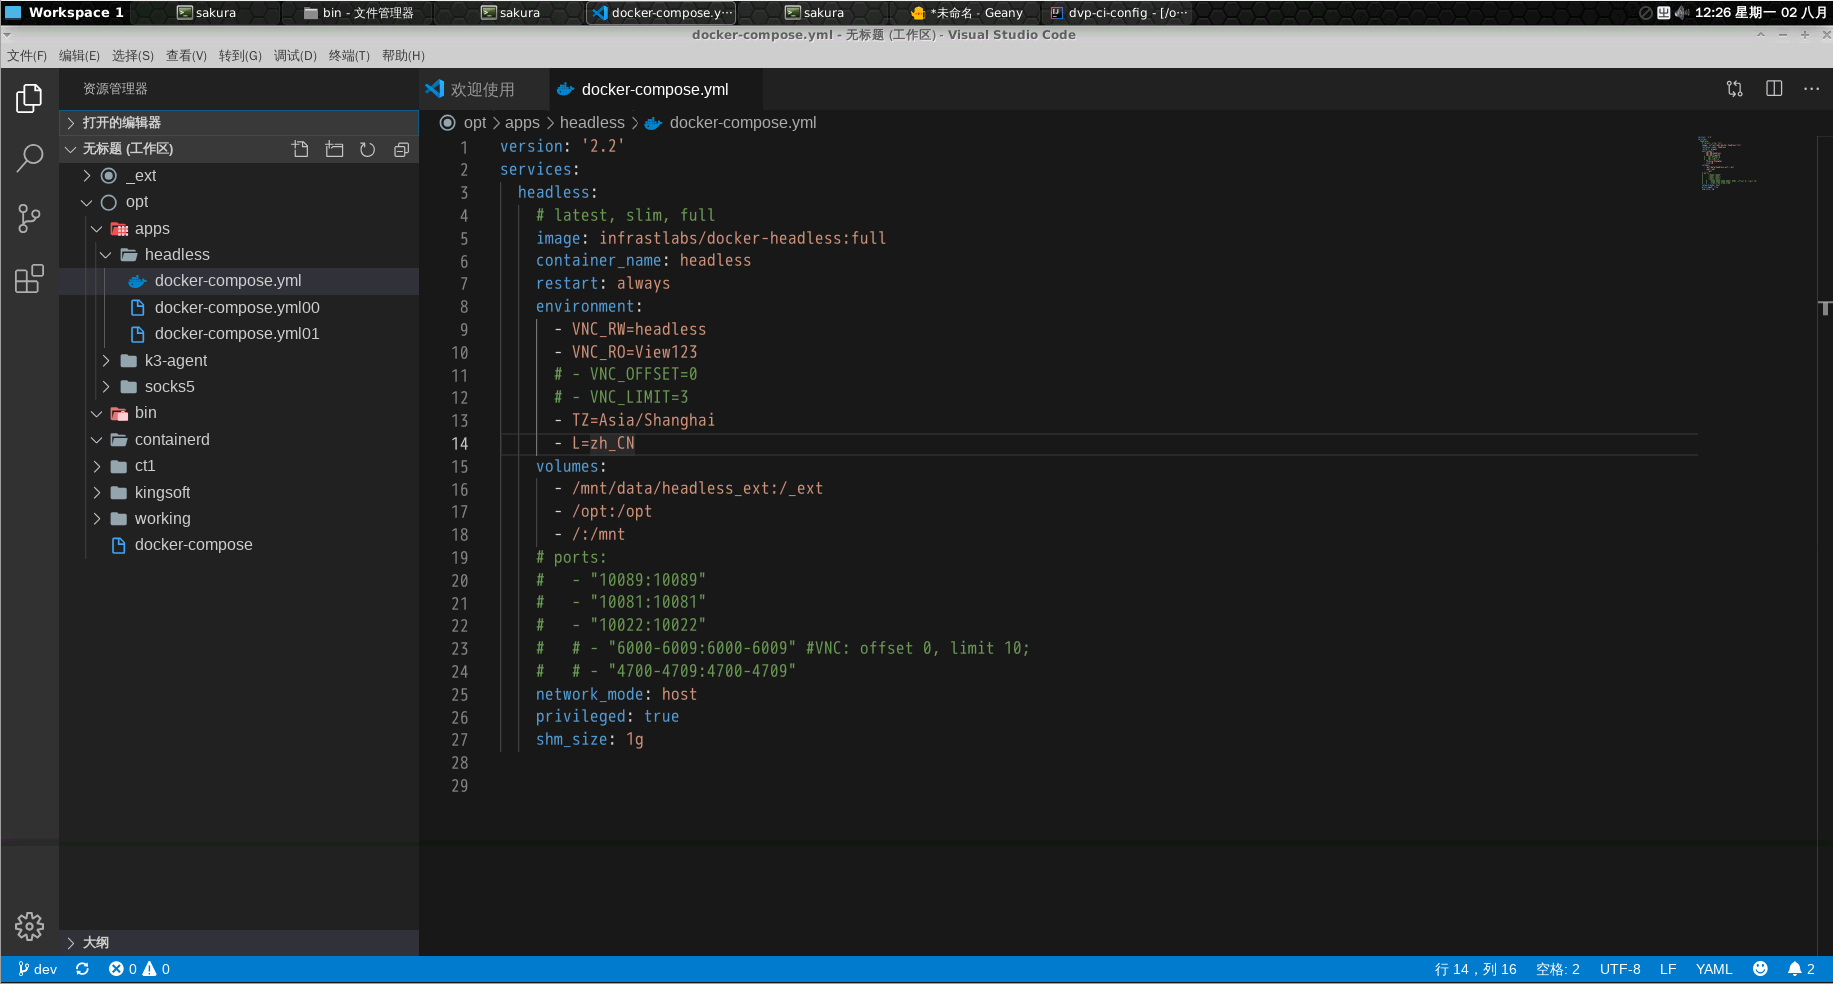 Workspace 1 sakura bin - 文件管理器 sakura docker-compose.y··· sakura *未命名 - Geany dvp-ci-config - [/o··· 12:26 星期一 02 八月
docker-compose.yml - 无标题 (工作区) - Visual Studio Code
文件(F) 编辑(E) 选择(S) 查看(V) 转到(G) 调试(D) 终端(T) 帮助(H)
资源管理器
打开的编辑器
无标题 (工作区)
_ext
opt
apps
headless
docker-compose.yml
docker-compose.yml00
docker-compose.yml01
k3-agent
socks5
bin
containerd
ct1
kingsoft
working
docker-compose
大纲
欢迎使用 docker-compose.yml
opt > apps > headless > docker-compose.yml
1 version: '2.2'
2 services:
3 headless:
4 # latest, slim, full
5 image: infrastlabs/docker-headless:full
6 container_name: headless
7 restart: always
8 environment:
9 - VNC_RW=headless
10 - VNC_RO=View123
11 # - VNC_OFFSET=0
12 # - VNC_LIMIT=3
13 - TZ=Asia/Shanghai
14 - L=zh_CN
15 volumes:
16 - /mnt/data/headless_ext:/_ext
17 - /opt:/opt
18 - /:/mnt
19 # ports:
20 #   - "10089:10089"
21 #   - "10081:10081"
22 #   - "10022:10022"
23 #   # - "6000-6009:6000-6009" #VNC: offset 0, limit 10;
24 #   # - "4700-4709:4700-4709"
25 network_mode: host
26 privileged: true
27 shm_size: 1g
28
29
dev 0 0 行 14，列 16 空格: 2 UTF-8 LF YAML 2